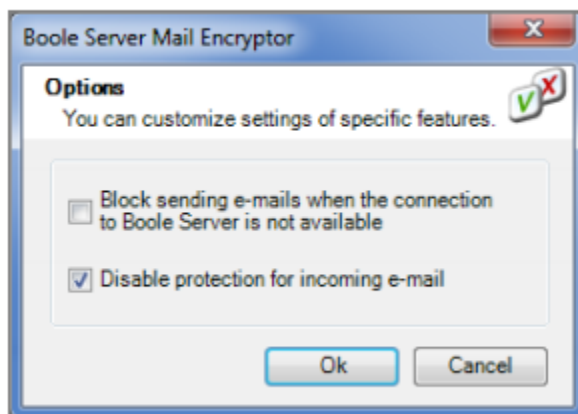 Boole Server Mail Encryptor
Options
You can customize settings of specific features.
Block sending e-mails when the connection
to Boole Server is not available
Disable protection for incoming e-mail
Ok
Cancel